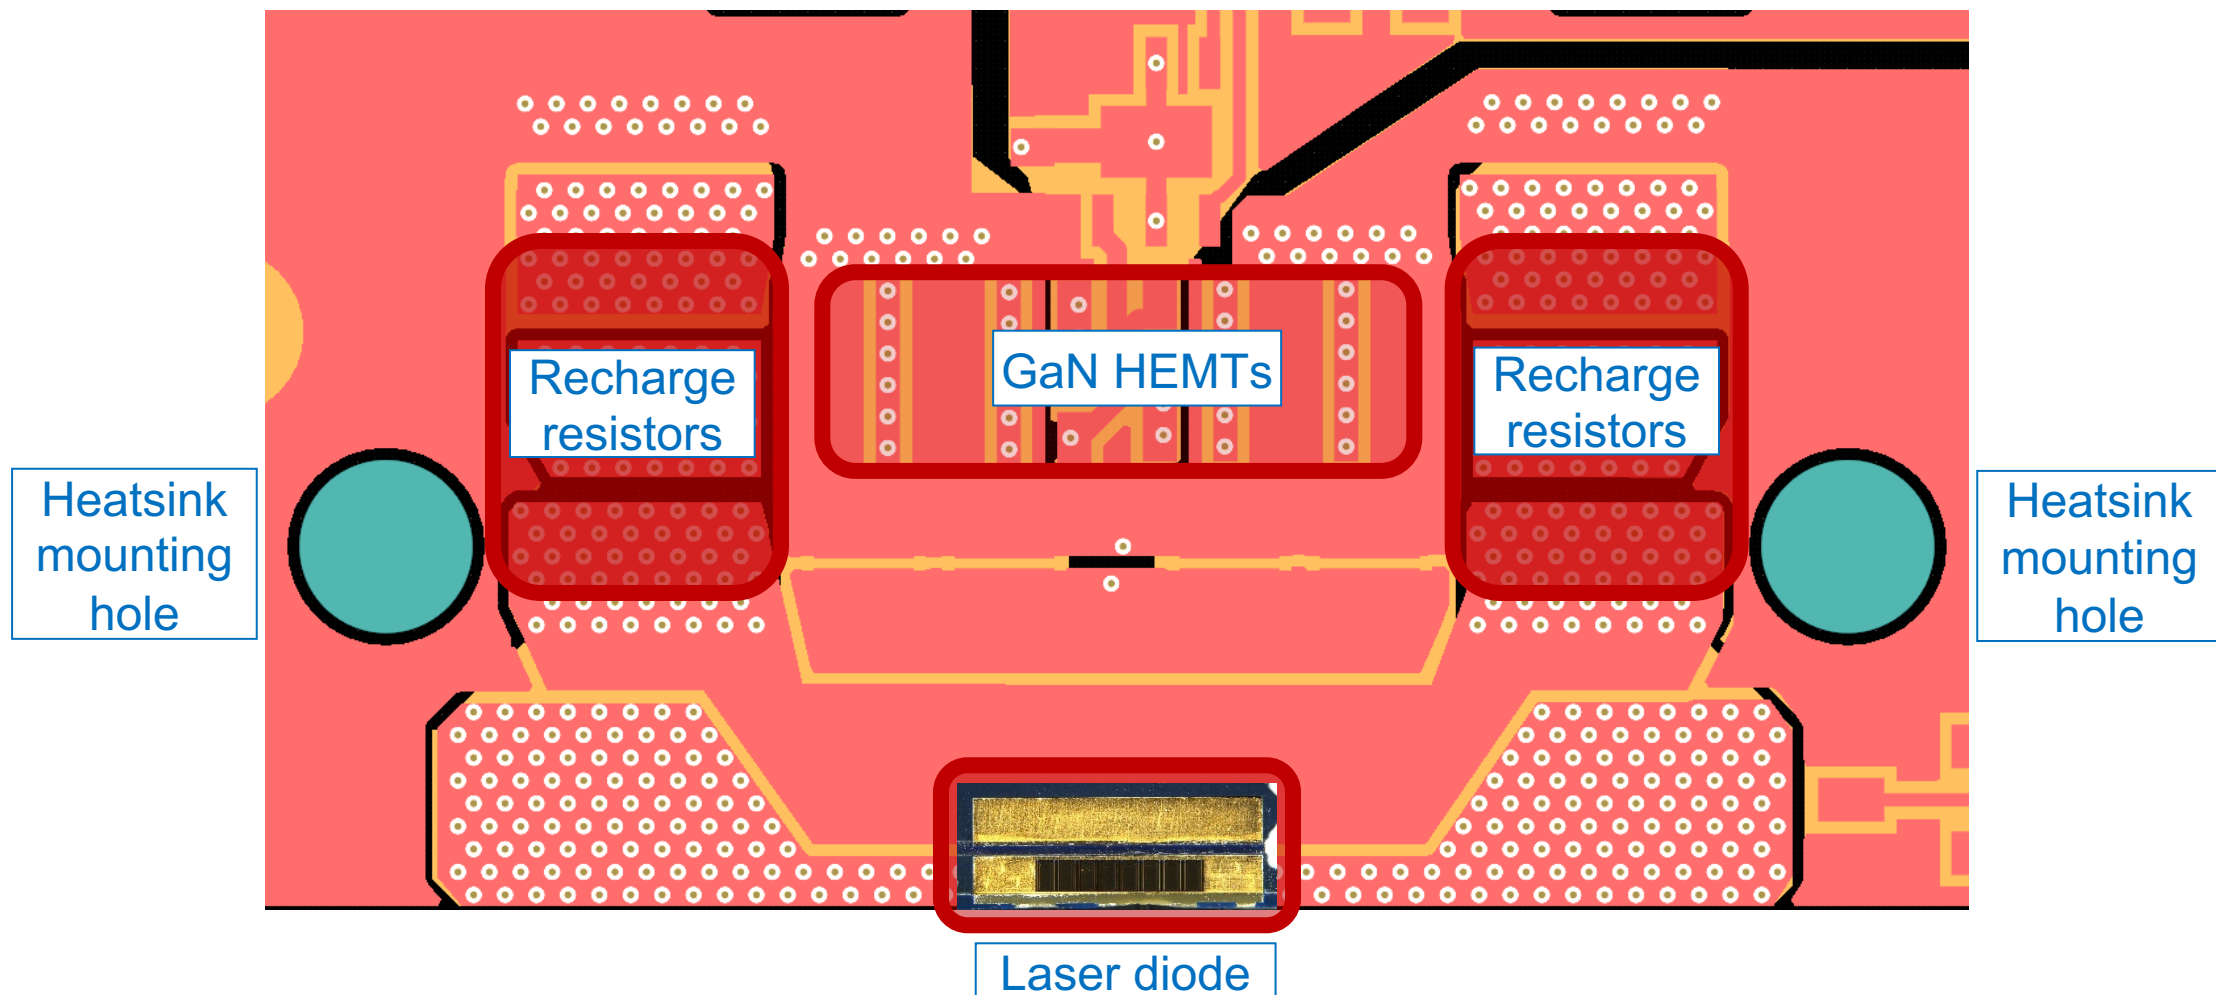 GaN HEMTs
Recharge
resistors
Recharge
resistors
Heatsink
mounting
hole
Heatsink
mounting
hole
Laser diode